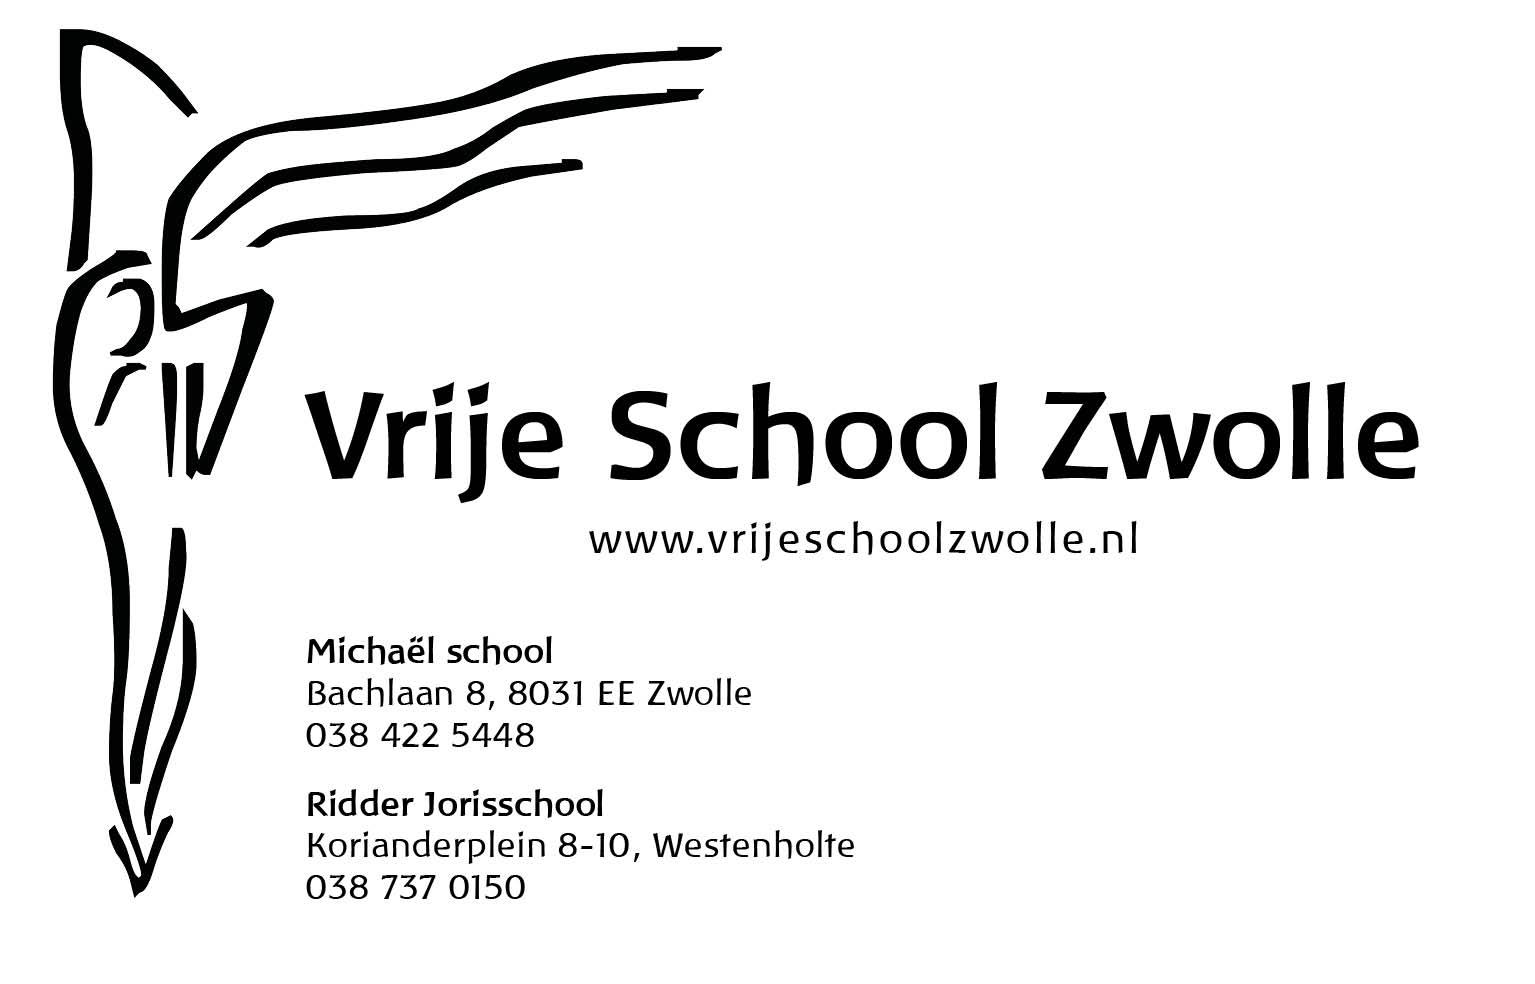 Vrije School Zwolle
www.vrijeschoolzwolle.nl
Michaël school
Bachlaan 8, 8031 EE Zwolle
038 422 5448
Ridder Jorisschool
Korianderplein 8-10, Westenholte
038 737 0150